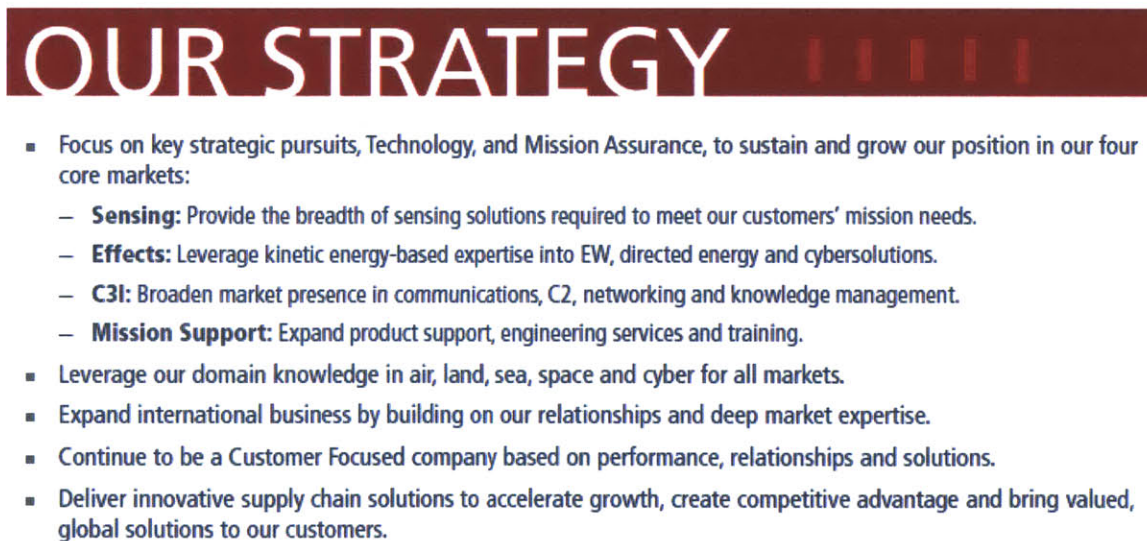 OUR STRATEGY
▪ Focus on key strategic pursuits, Technology, and Mission Assurance, to sustain and grow our position in our four
core markets:
– Sensing: Provide the breadth of sensing solutions required to meet our customers' mission needs.
– Effects: Leverage kinetic energy-based expertise into EW, directed energy and cybersolutions.
– C3I: Broaden market presence in communications, C2, networking and knowledge management.
– Mission Support: Expand product support, engineering services and training.
▪ Leverage our domain knowledge in air, land, sea, space and cyber for all markets.
▪ Expand international business by building on our relationships and deep market expertise.
▪ Continue to be a Customer Focused company based on performance, relationships and solutions.
▪ Deliver innovative supply chain solutions to accelerate growth, create competitive advantage and bring valued,
global solutions to our customers.